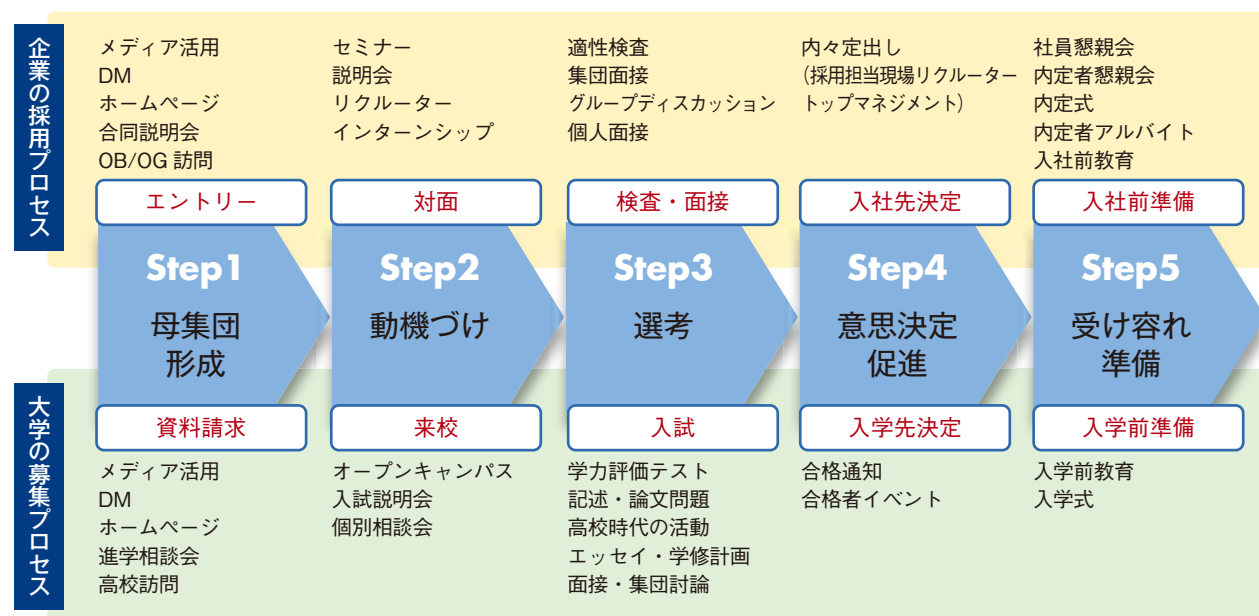 企業の採用プロセス
メディア活用
DM
ホームページ
合同説明会
OB/OG 訪問
セミナー
説明会
リクルーター
インターンシップ
適性検査
集団面接
グループディスカッション
個人面接
内々定出し
(採用担当現場リクルーター
トップマネジメント)
社員懇親会
内定者懇親会
内定式
内定者アルバイト
入社前教育
エントリー
対面
検査・面接
入社先決定
入社前準備
Step1
母集団
形成
Step2
動機づけ
Step3
選考
Step4
意思決定
促進
Step5
受け容れ
準備
大学の募集プロセス
資料請求
来校
入試
入学先決定
入学前準備
メディア活用
DM
ホームページ
進学相談会
高校訪問
オープンキャンパス
入試説明会
個別相談会
学力評価テスト
記述・論文問題
高校時代の活動
エッセイ・学修計画
面接・集団討論
合格通知
合格者イベント
入学前教育
入学式